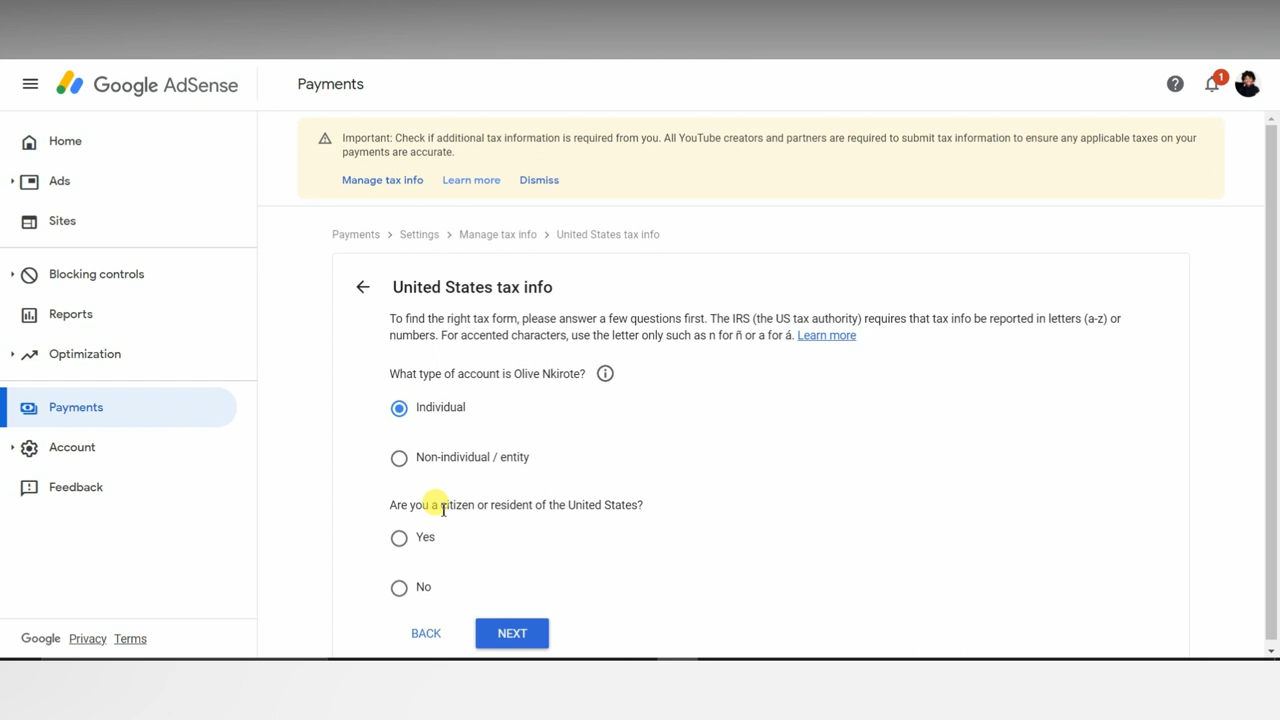 Google AdSense
Payments
1
Home
Ads
Sites
Blocking controls
Reports
Optimization
Payments
Account
Feedback
Google Privacy Terms
Important: Check if additional tax information is required from you. All YouTube creators and partners are required to submit tax information to ensure any applicable taxes on your
payments are accurate.
Manage tax info Learn more Dismiss
Payments > Settings > Manage tax info > United States tax info
United States tax info
To find the right tax form, please answer a few questions first. The IRS (the US tax authority) requires that tax info be reported in letters (a-z) or
numbers. For accented characters, use the letter only such as n for ñ or a for á. Learn more
What type of account is Olive Nkirote?
Individual
Non-individual / entity
Are you a citizen or resident of the United States?
Yes
No
BACK NEXT